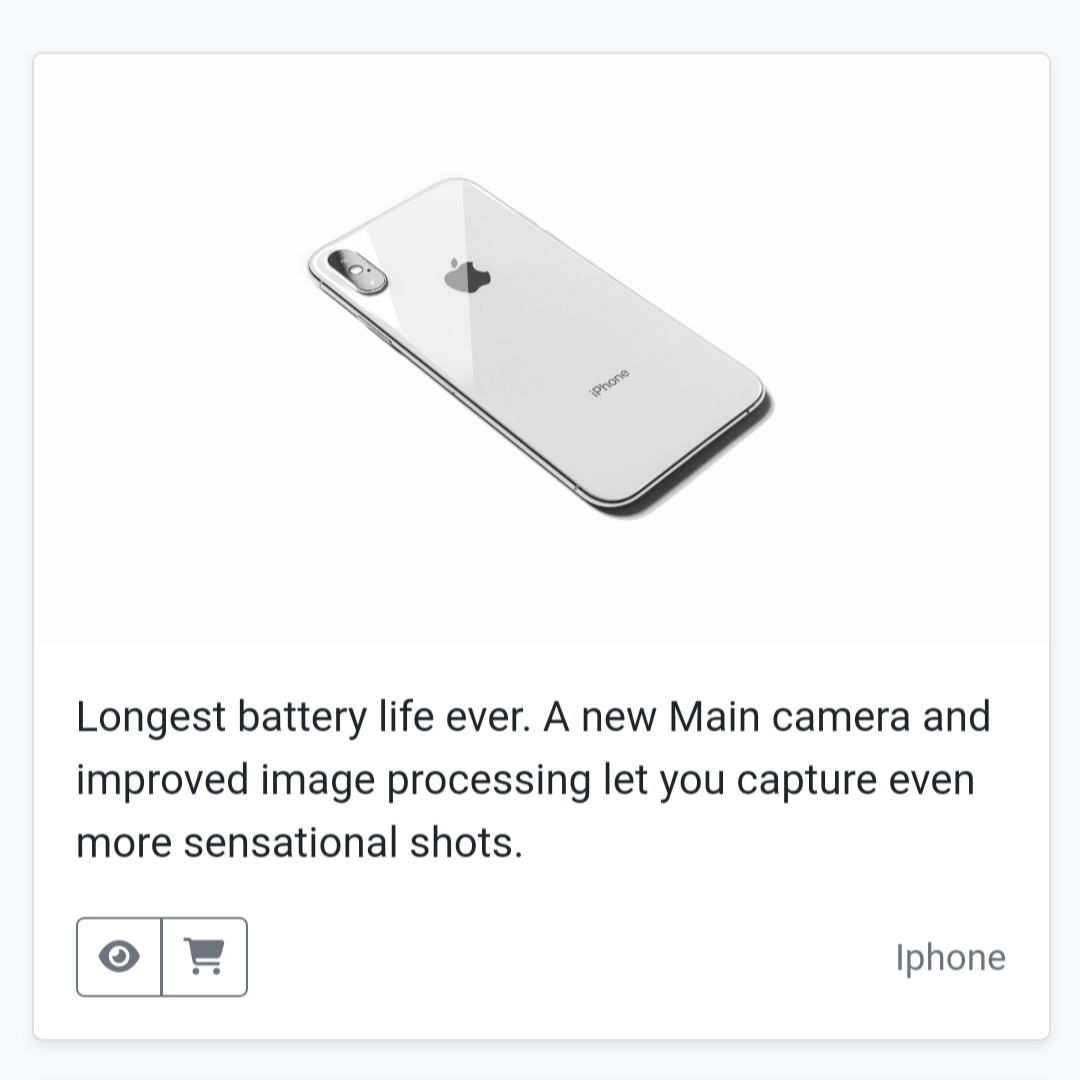 iPhone
Longest battery life ever. A new Main camera and
improved image processing let you capture even
more sensational shots.
Iphone